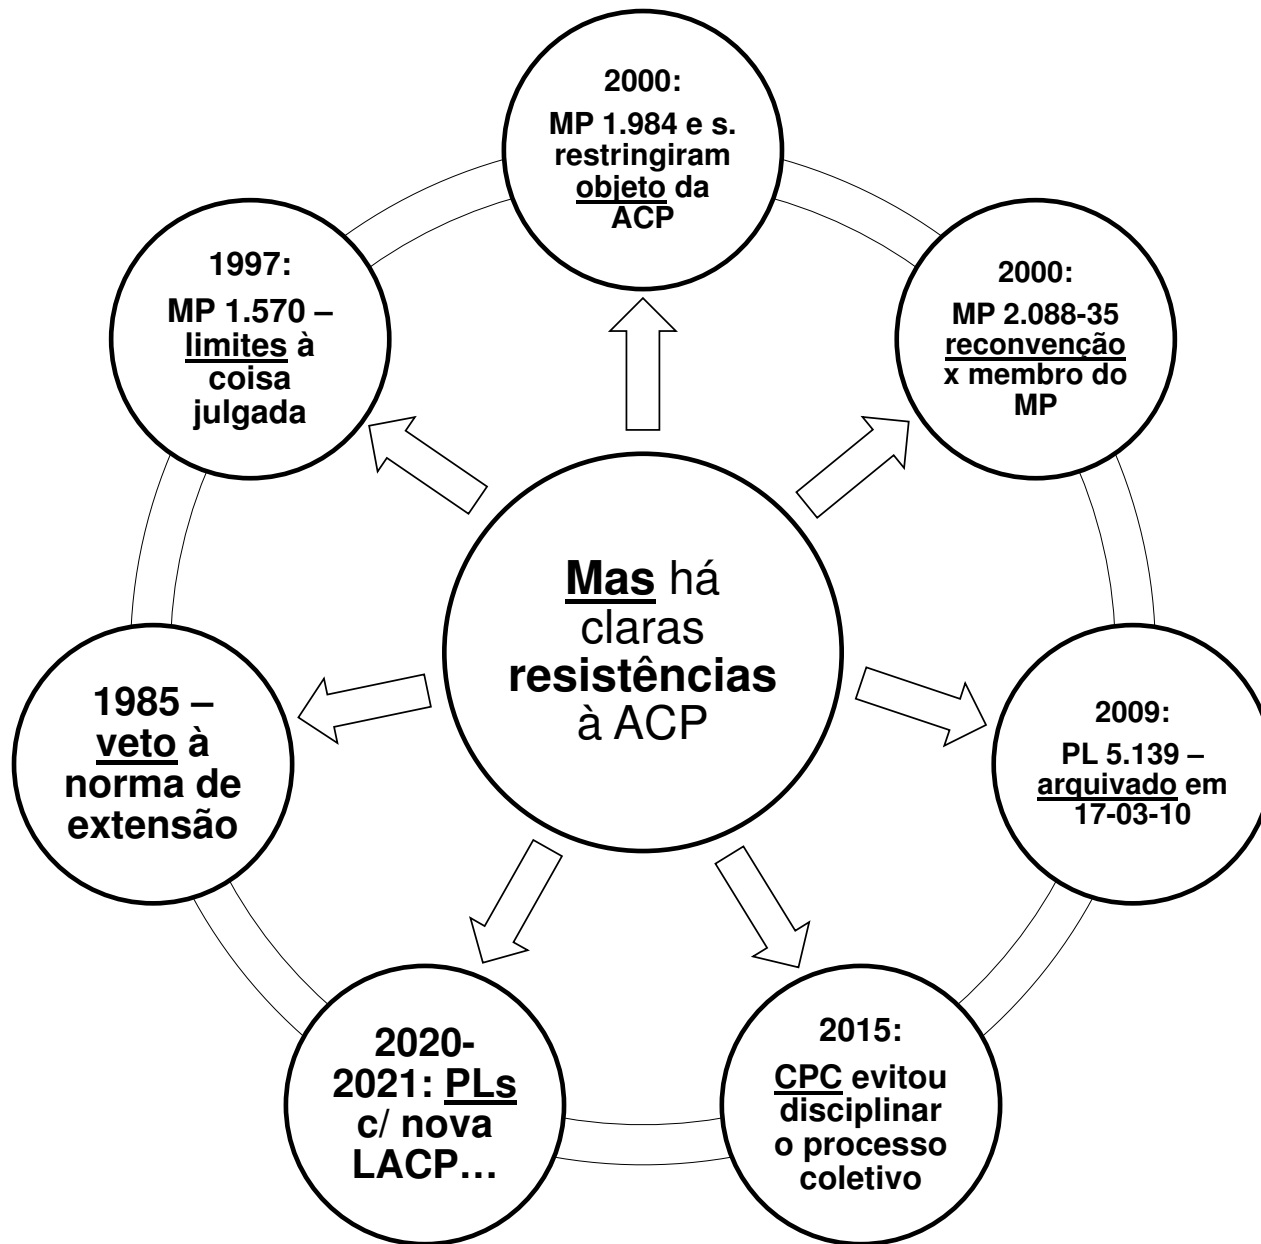 2000:
MP 1.984 e s.
restringiram
objeto da
ACP
1997:
MP 1.570 –
limites à
coisa
julgada
2000:
MP 2.088-35
reconvenção
x membro do
MP
Mas há
claras
resistências
à ACP
1985 –
veto à
norma de
extensão
2009:
PL 5.139 –
arquivado em
17-03-10
2020-
2021: PLs
c/ nova
LACP...
2015:
CPC evitou
disciplinar
o processo
coletivo